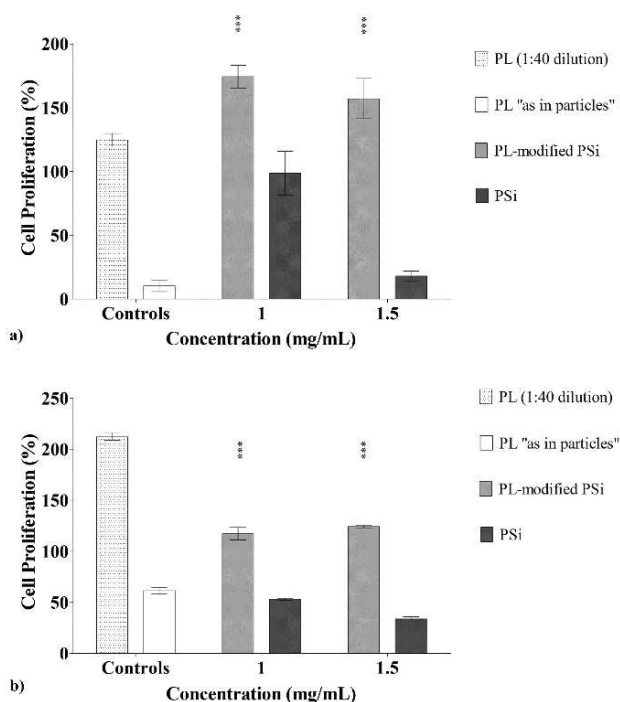 *** ***
200
150
100
50
0
Cell Proliferation (%)
Controls 1 1.5
Concentration (mg/mL)
PL (1:40 dilution)
PL "as in particles"
PL-modified PSi
PSi
a)
*** ***
250
200
150
100
50
0
Cell Proliferation (%)
Controls 1 1.5
Concentration (mg/mL)
PL (1:40 dilution)
PL "as in particles"
PL-modified PSi
PSi
b)